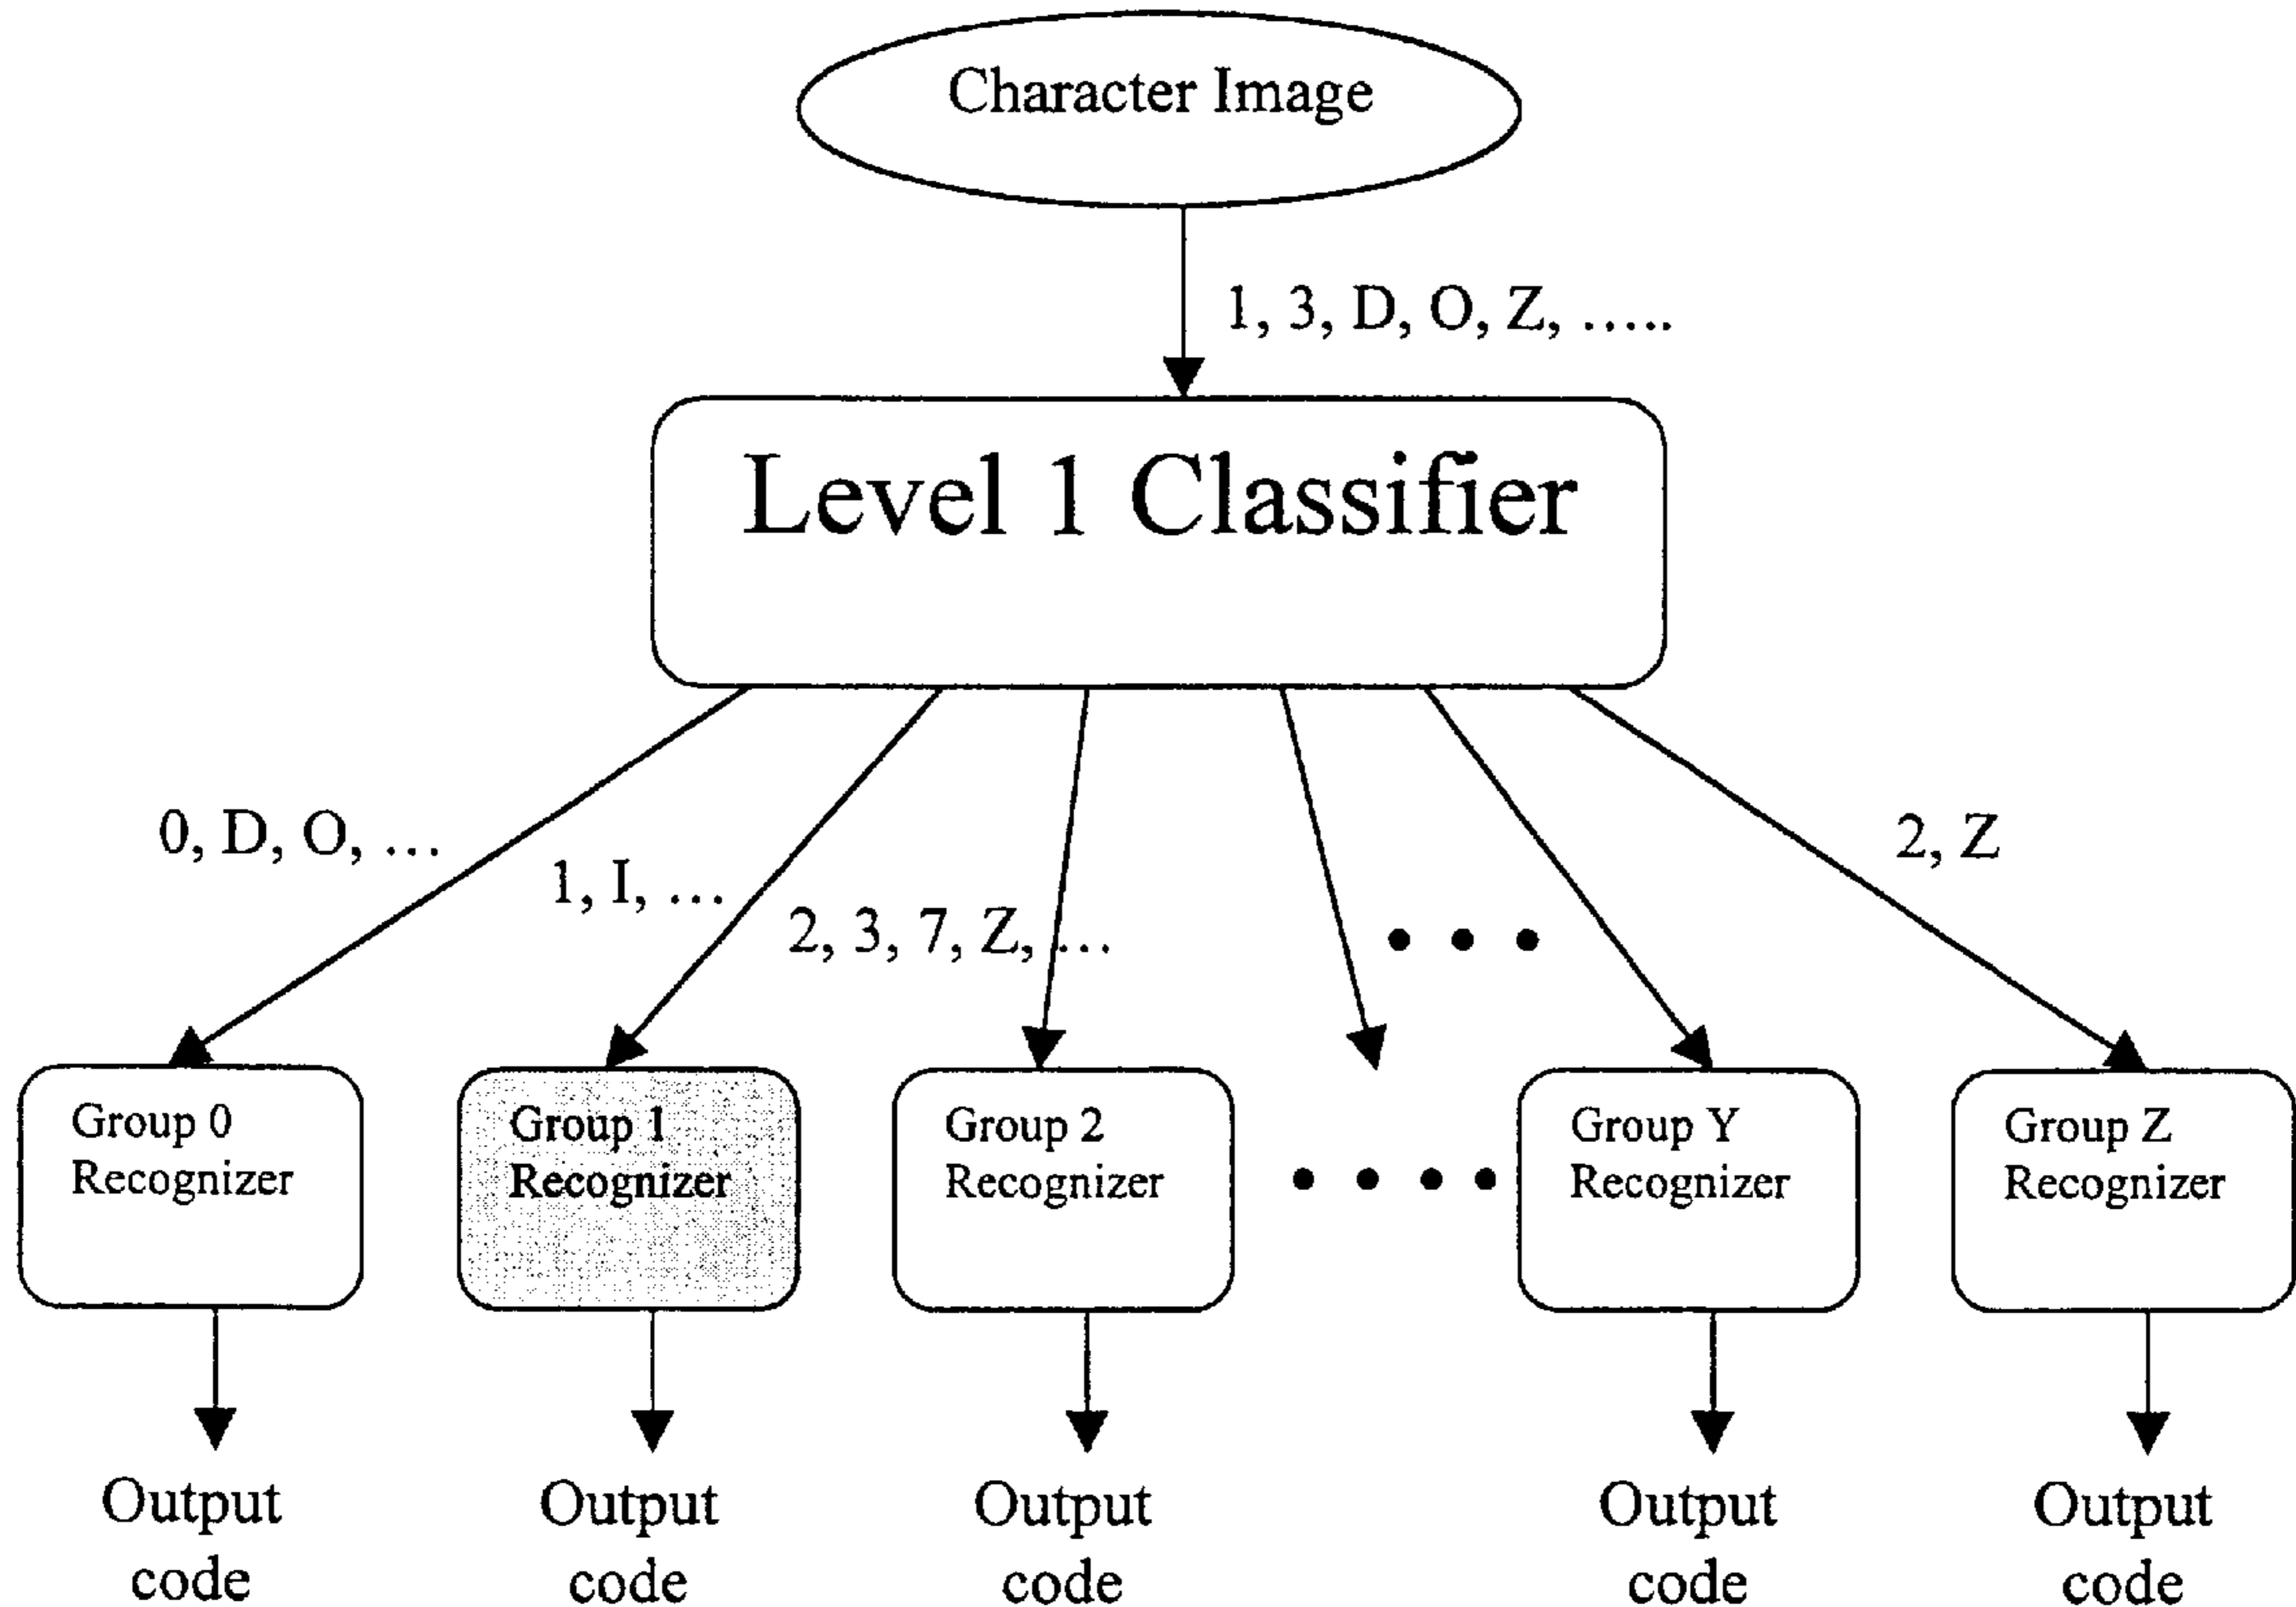 Character Image
1, 3, D, O, Z, .....
Level 1 Classifier
0, D, O, ...
1, I, ...
2, 3, 7, Z, ...
2, Z
Group 0
Recognizer
Group 1
Recognizer
Group 2
Recognizer
Group Y
Recognizer
Group Z
Recognizer
Output
code
Output
code
Output
code
Output
code
Output
code